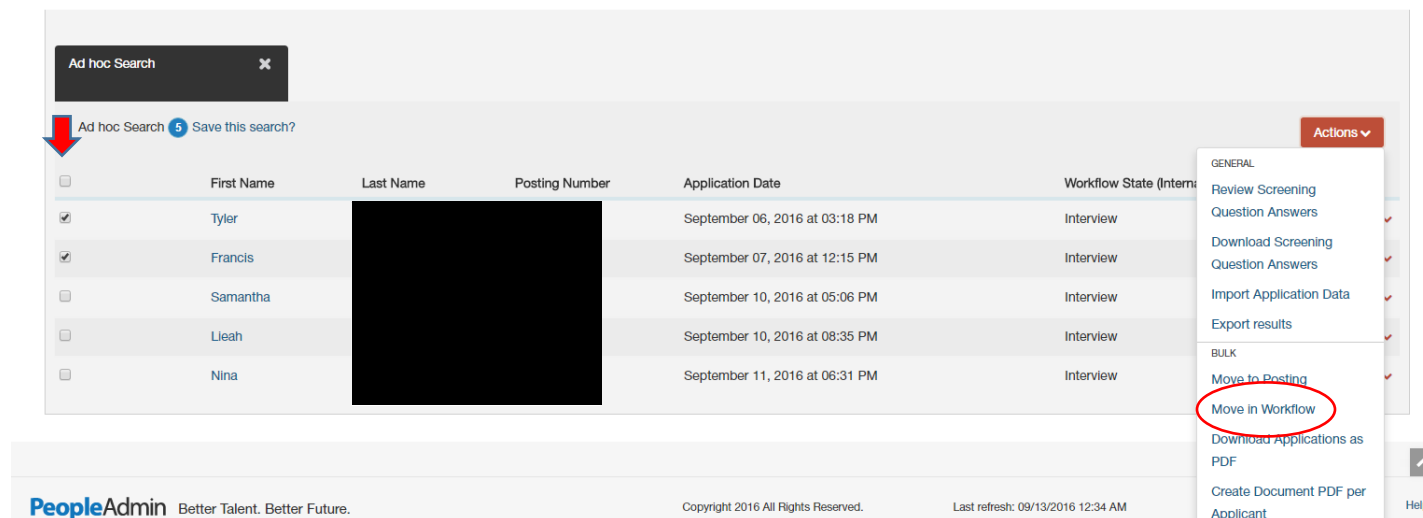 Ad hoc Search
Ad hoc Search 5 Save this search?
Actions
First Name Last Name Posting Number Application Date Workflow State (Interna
Tyler September 06, 2016 at 03:18 PM Interview
Francis September 07, 2016 at 12:15 PM Interview
Samantha September 10, 2016 at 05:06 PM Interview
Lieah September 10, 2016 at 08:35 PM Interview
Nina September 11, 2016 at 06:31 PM Interview
GENERAL
Review Screening
Question Answers
Download Screening
Question Answers
Import Application Data
Export results
BULK
Move to Posting
Move in Workflow
Download Applications as
PDF
Create Document PDF per
Applicant
PeopleAdmin Better Talent. Better Future.
Copyright 2016 All Rights Reserved.
Last refresh: 09/13/2016 12:34 AM
Hel